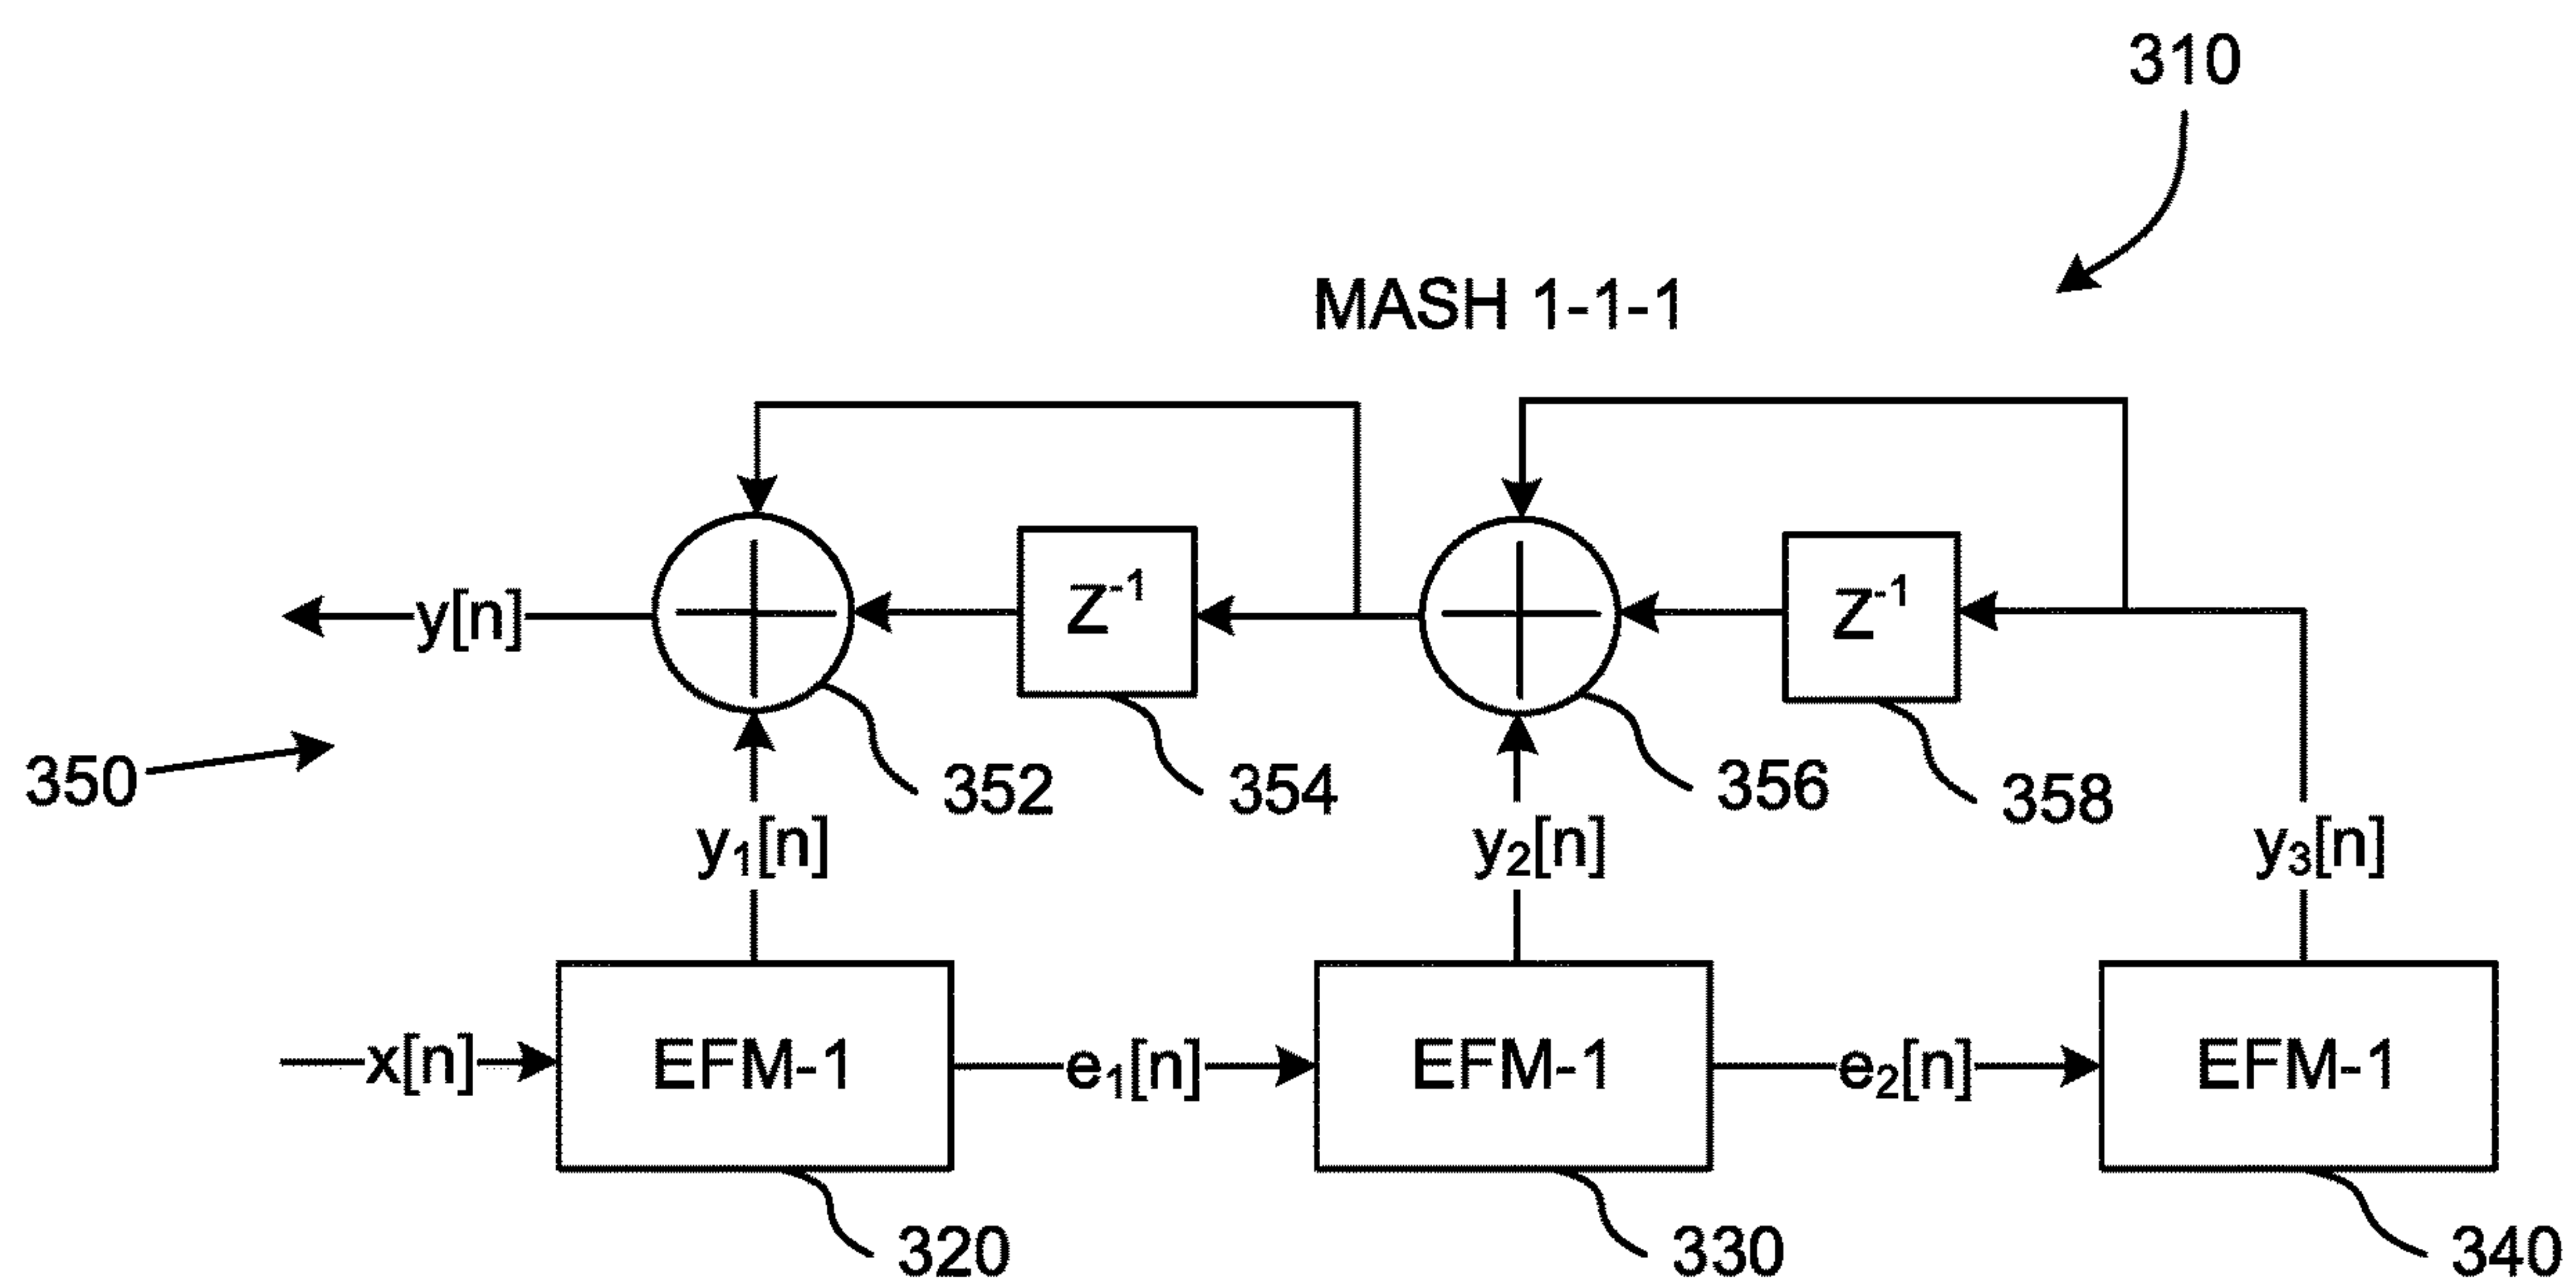 310
MASH 1-1-1
y[n] Z⁻¹ Z⁻¹
350 352 354 356 358
y₁[n] y₂[n] y₃[n]
x[n] EFM-1 e₁[n] EFM-1 e₂[n] EFM-1
320 330 340